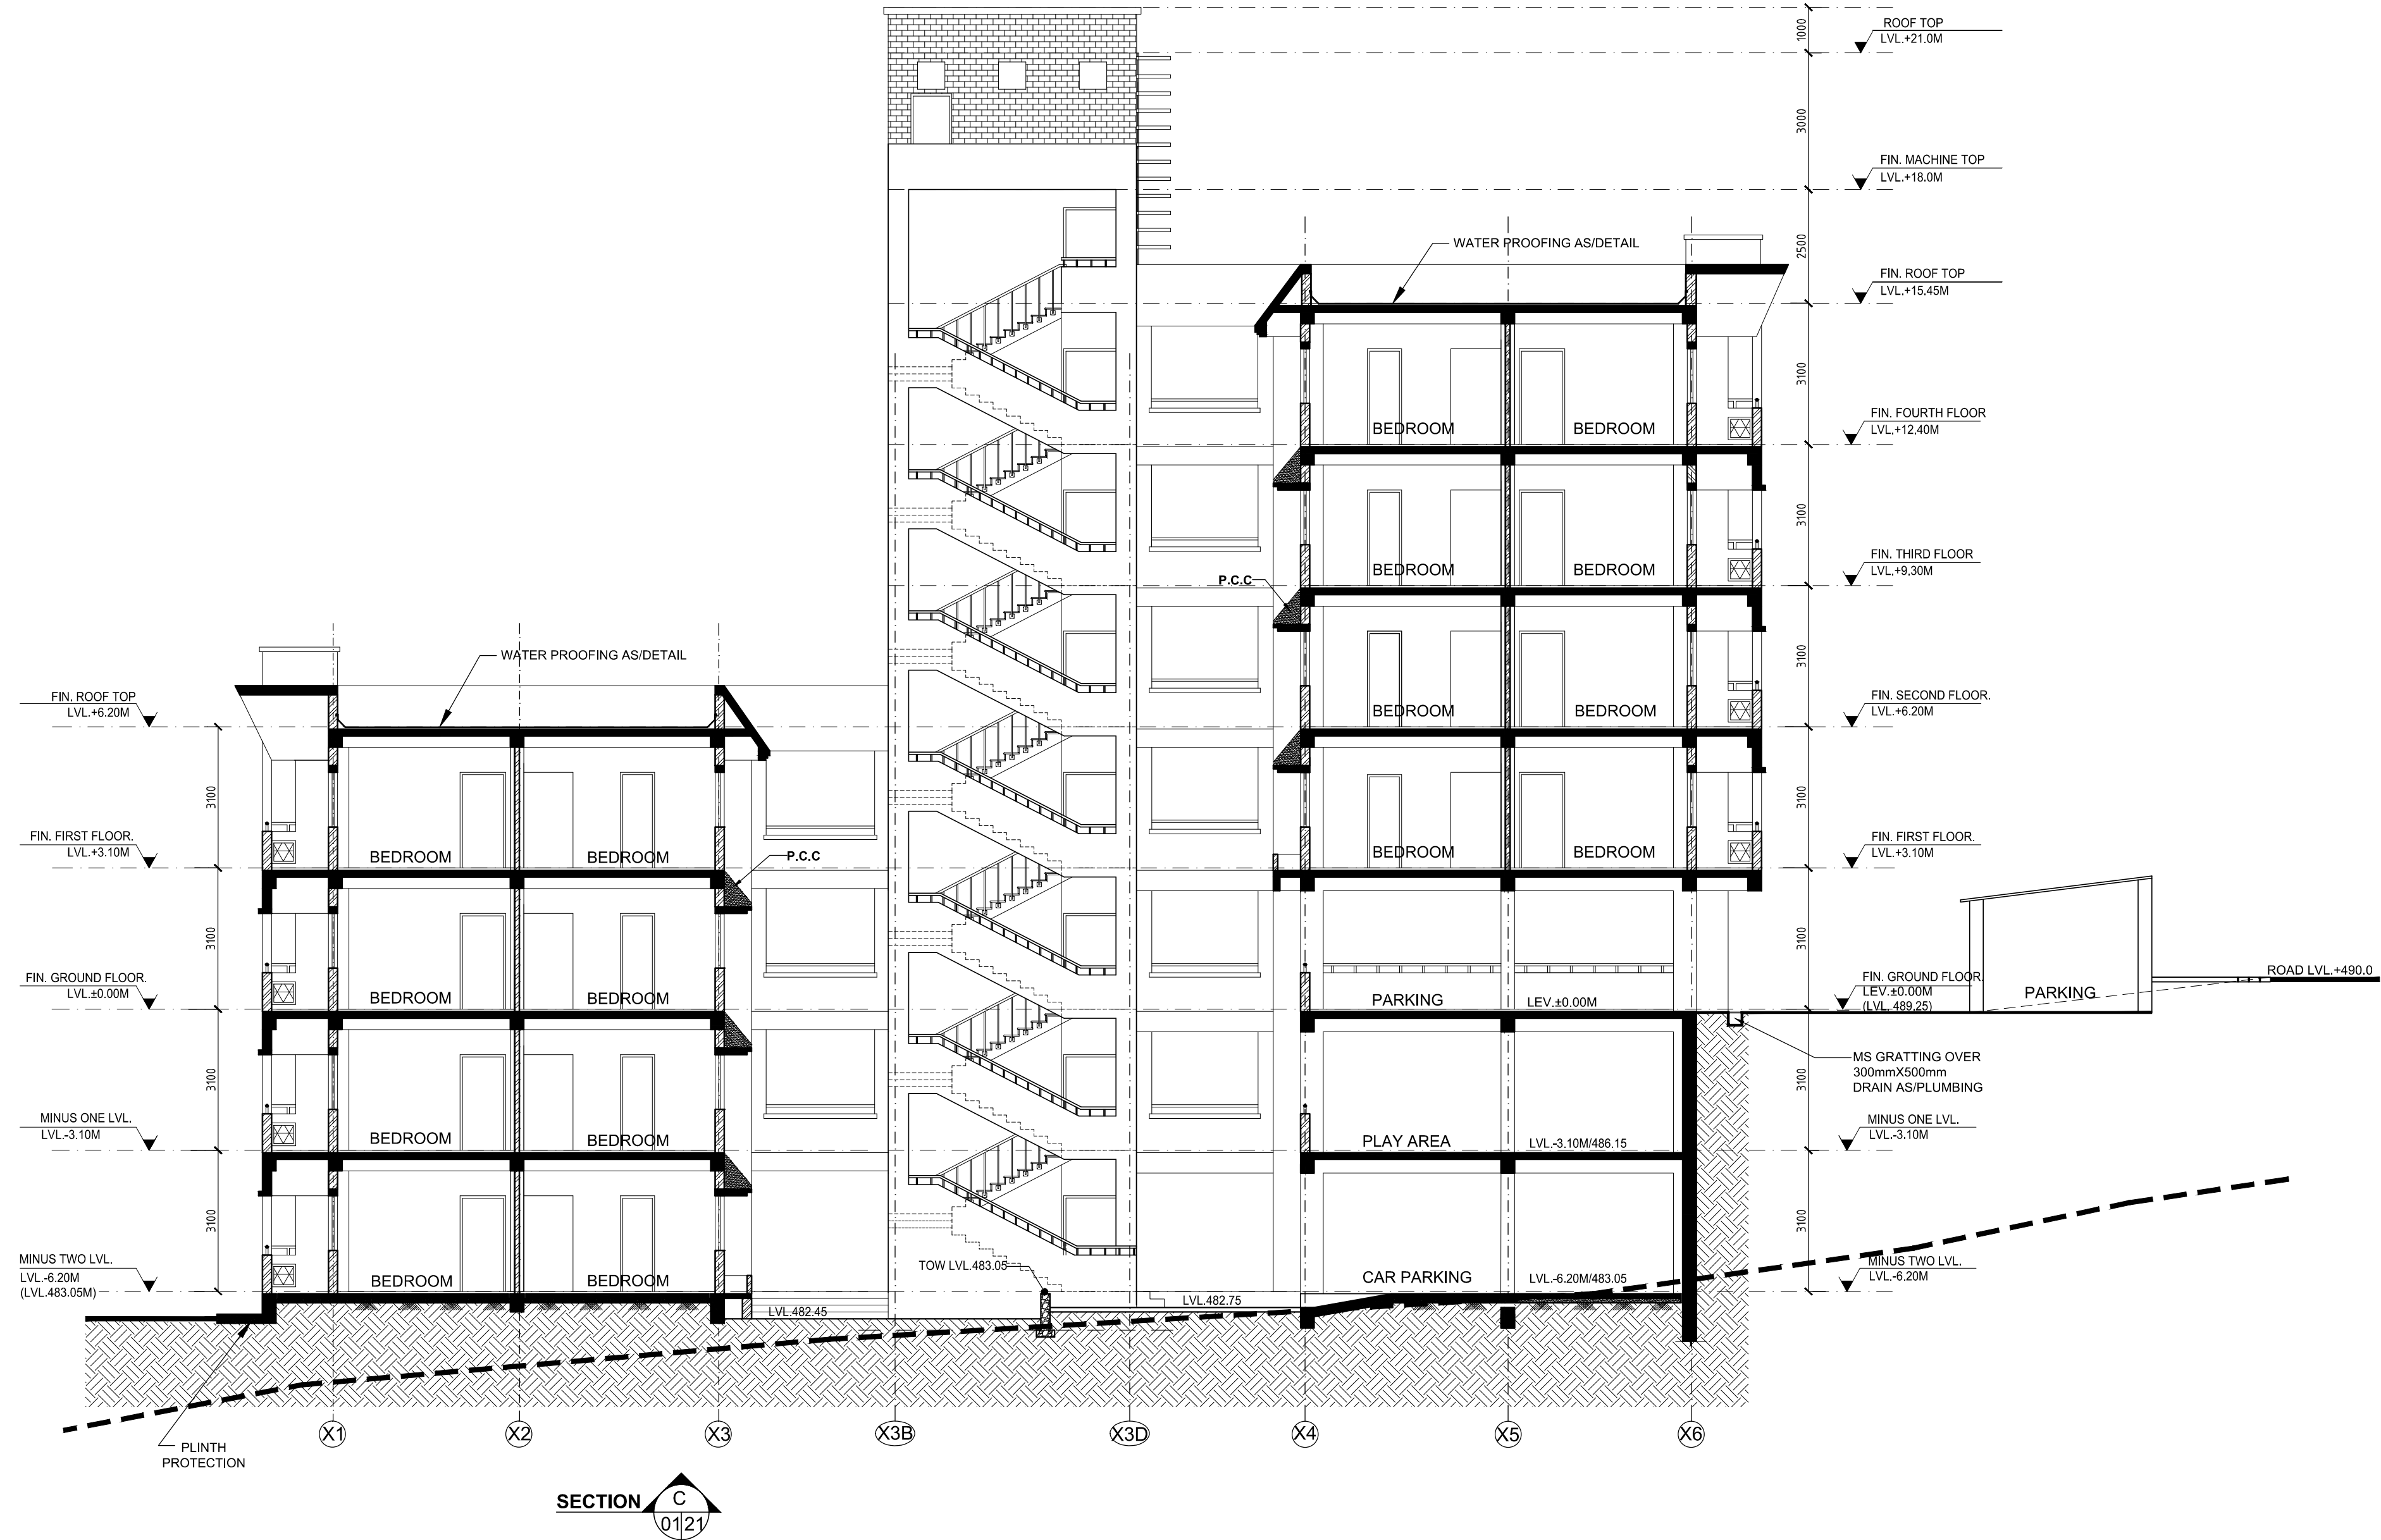 ROOF TOP
LVL.+21.0M
1000
3000
FIN. MACHINE TOP
LVL.+18.0M
2500
WATER PROOFING AS/DETAIL
FIN. ROOF TOP
LVL.+15,45M
3100
BEDROOM
BEDROOM
FIN. FOURTH FLOOR
LVL,+12,40M
3100
BEDROOM
BEDROOM
P.C.C
FIN. THIRD FLOOR
LVL,+9,30M
3100
BEDROOM
BEDROOM
FIN. SECOND FLOOR.
LVL.+6.20M
WATER PROOFING AS/DETAIL
FIN. ROOF TOP
LVL.+6.20M
3100
3100
FIN. FIRST FLOOR.
LVL.+3.10M
BEDROOM
BEDROOM
P.C.C
BEDROOM
BEDROOM
FIN. FIRST FLOOR.
LVL.+3.10M
3100
3100
FIN. GROUND FLOOR.
LVL.±0.00M
BEDROOM
BEDROOM
PARKING
LEV.±0.00M
FIN. GROUND FLOOR.
LEV.±0.00M
(LVL. 489.25)
PARKING
ROAD LVL.+490.0
MS GRATTING OVER
300mmX500mm
DRAIN AS/PLUMBING
3100
3100
MINUS ONE LVL.
LVL.-3.10M
BEDROOM
BEDROOM
PLAY AREA
LVL.-3.10M/486.15
MINUS ONE LVL.
LVL.-3.10M
3100
3100
MINUS TWO LVL.
LVL.-6.20M
(LVL.483.05M)
BEDROOM
BEDROOM
TOW LVL.483.05
CAR PARKING
LVL.-6.20M/483.05
MINUS TWO LVL.
LVL.-6.20M
LVL.482.45
LVL.482.75
X1
X2
X3
X3B
X3D
X4
X5
X6
PLINTH
PROTECTION
SECTION
C
01|21